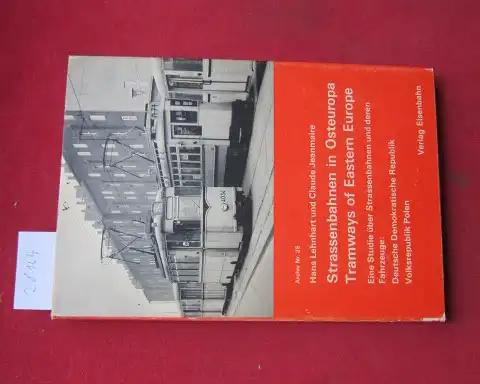 Archiv Nr. 25
Hans Lehnhart und Claude Jeanmaire
Strassenbahnen in Osteuropa
Tramways of Eastern Europe
Eine Studie über Strassenbahnen und deren
Fahrzeuge:
Deutsche Demokratische Republik
Volksrepublik Polen
Verlag Eisenbahn